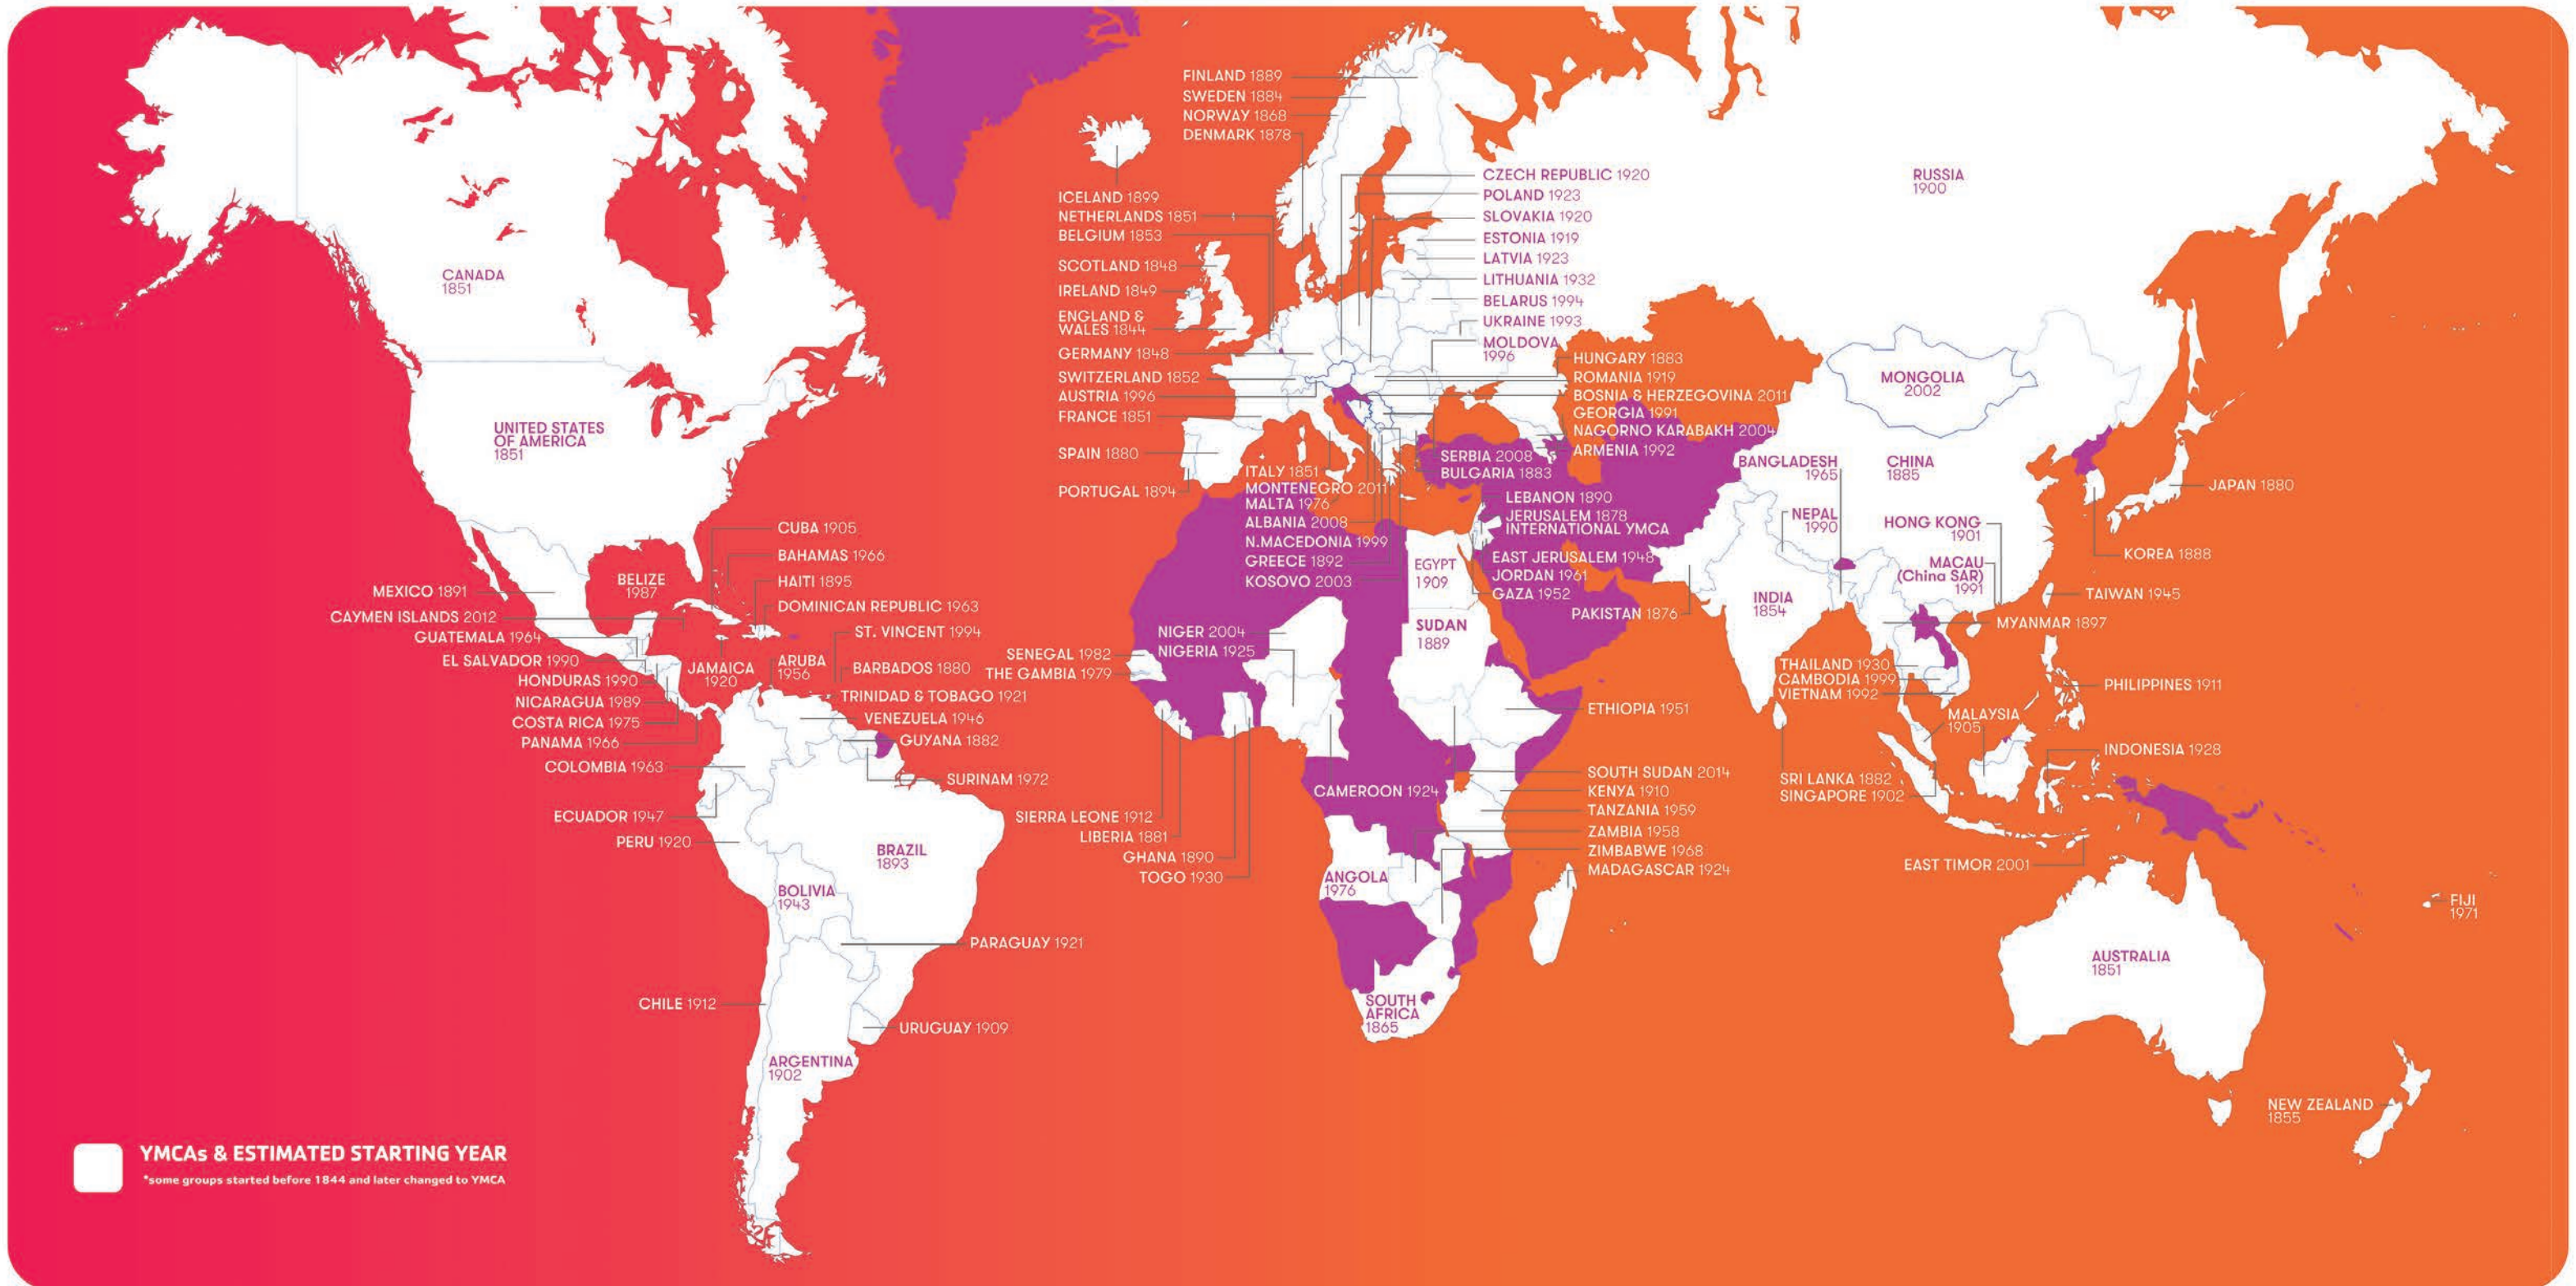 FINLAND 1889
SWEDEN 1884
NORWAY 1868
DENMARK 1878
ICELAND 1899
NETHERLANDS 1851
BELGIUM 1853
SCOTLAND 1848
IRELAND 1849
ENGLAND &
WALES 1844
GERMANY 1848
SWITZERLAND 1852
AUSTRIA 1996
FRANCE 1851
SPAIN 1880
PORTUGAL 1894
CZECH REPUBLIC 1920
POLAND 1923
SLOVAKIA 1920
ESTONIA 1919
LATVIA 1923
LITHUANIA 1932
BELARUS 1994
UKRAINE 1993
MOLDOVA
1996
HUNGARY 1883
ROMANIA 1919
BOSNIA & HERZEGOVINA 2011
GEORGIA 1991
NAGORNO KARABAKH 2004
ARMENIA 1992
SERBIA 2008
BULGARIA 1883
ITALY 1851
MONTENEGRO 2011
MALTA 1976
ALBANIA 2008
N.MACEDONIA 1999
GREECE 1892
KOSOVO 2003
LEBANON 1890
JERUSALEM 1878
INTERNATIONAL YMCA
EAST JERUSALEM 1948
JORDAN 1961
GAZA 1952
RUSSIA
1900
MONGOLIA
2002
BANGLADESH
1965
CHINA
1885
JAPAN 1880
NEPAL
1990
HONG KONG
1901
KOREA 1888
MACAU
(China SAR)
1991
INDIA
1854
PAKISTAN 1876
TAIWAN 1945
MYANMAR 1897
THAILAND 1930
CAMBODIA 1999
VIETNAM 1992
PHILIPPINES 1911
MALAYSIA
1905
INDONESIA 1928
SRI LANKA 1882
SINGAPORE 1902
EAST TIMOR 2001
FIJI
1971
AUSTRALIA
1851
NEW ZEALAND
1855
CANADA
1851
UNITED STATES
OF AMERICA
1851
CUBA 1905
BAHAMAS 1966
HAITI 1895
DOMINICAN REPUBLIC 1963
BELIZE
1987
MEXICO 1891
CAYMEN ISLANDS 2012
GUATEMALA 1964
EL SALVADOR 1990
HONDURAS 1990
NICARAGUA 1989
COSTA RICA 1975
PANAMA 1966
JAMAICA
1920
ARUBA
1956
ST. VINCENT 1994
BARBADOS 1880
TRINIDAD & TOBAGO 1921
VENEZUELA 1946
GUYANA 1882
SURINAM 1972
COLOMBIA 1963
ECUADOR 1947
PERU 1920
BRAZIL
1893
BOLIVIA
1943
PARAGUAY 1921
CHILE 1912
URUGUAY 1909
ARGENTINA
1902
EGYPT
1909
SUDAN
1889
NIGER 2004
NIGERIA 1925
SENEGAL 1982
THE GAMBIA 1979
SIERRA LEONE 1912
LIBERIA 1881
GHANA 1890
TOGO 1930
CAMEROON 1924
ETHIOPIA 1951
SOUTH SUDAN 2014
KENYA 1910
TANZANIA 1959
ZAMBIA 1958
ZIMBABWE 1968
MADAGASCAR 1924
ANGOLA
1976
SOUTH
AFRICA
1865
YMCAs & ESTIMATED STARTING YEAR
*some groups started before 1844 and later changed to YMCA